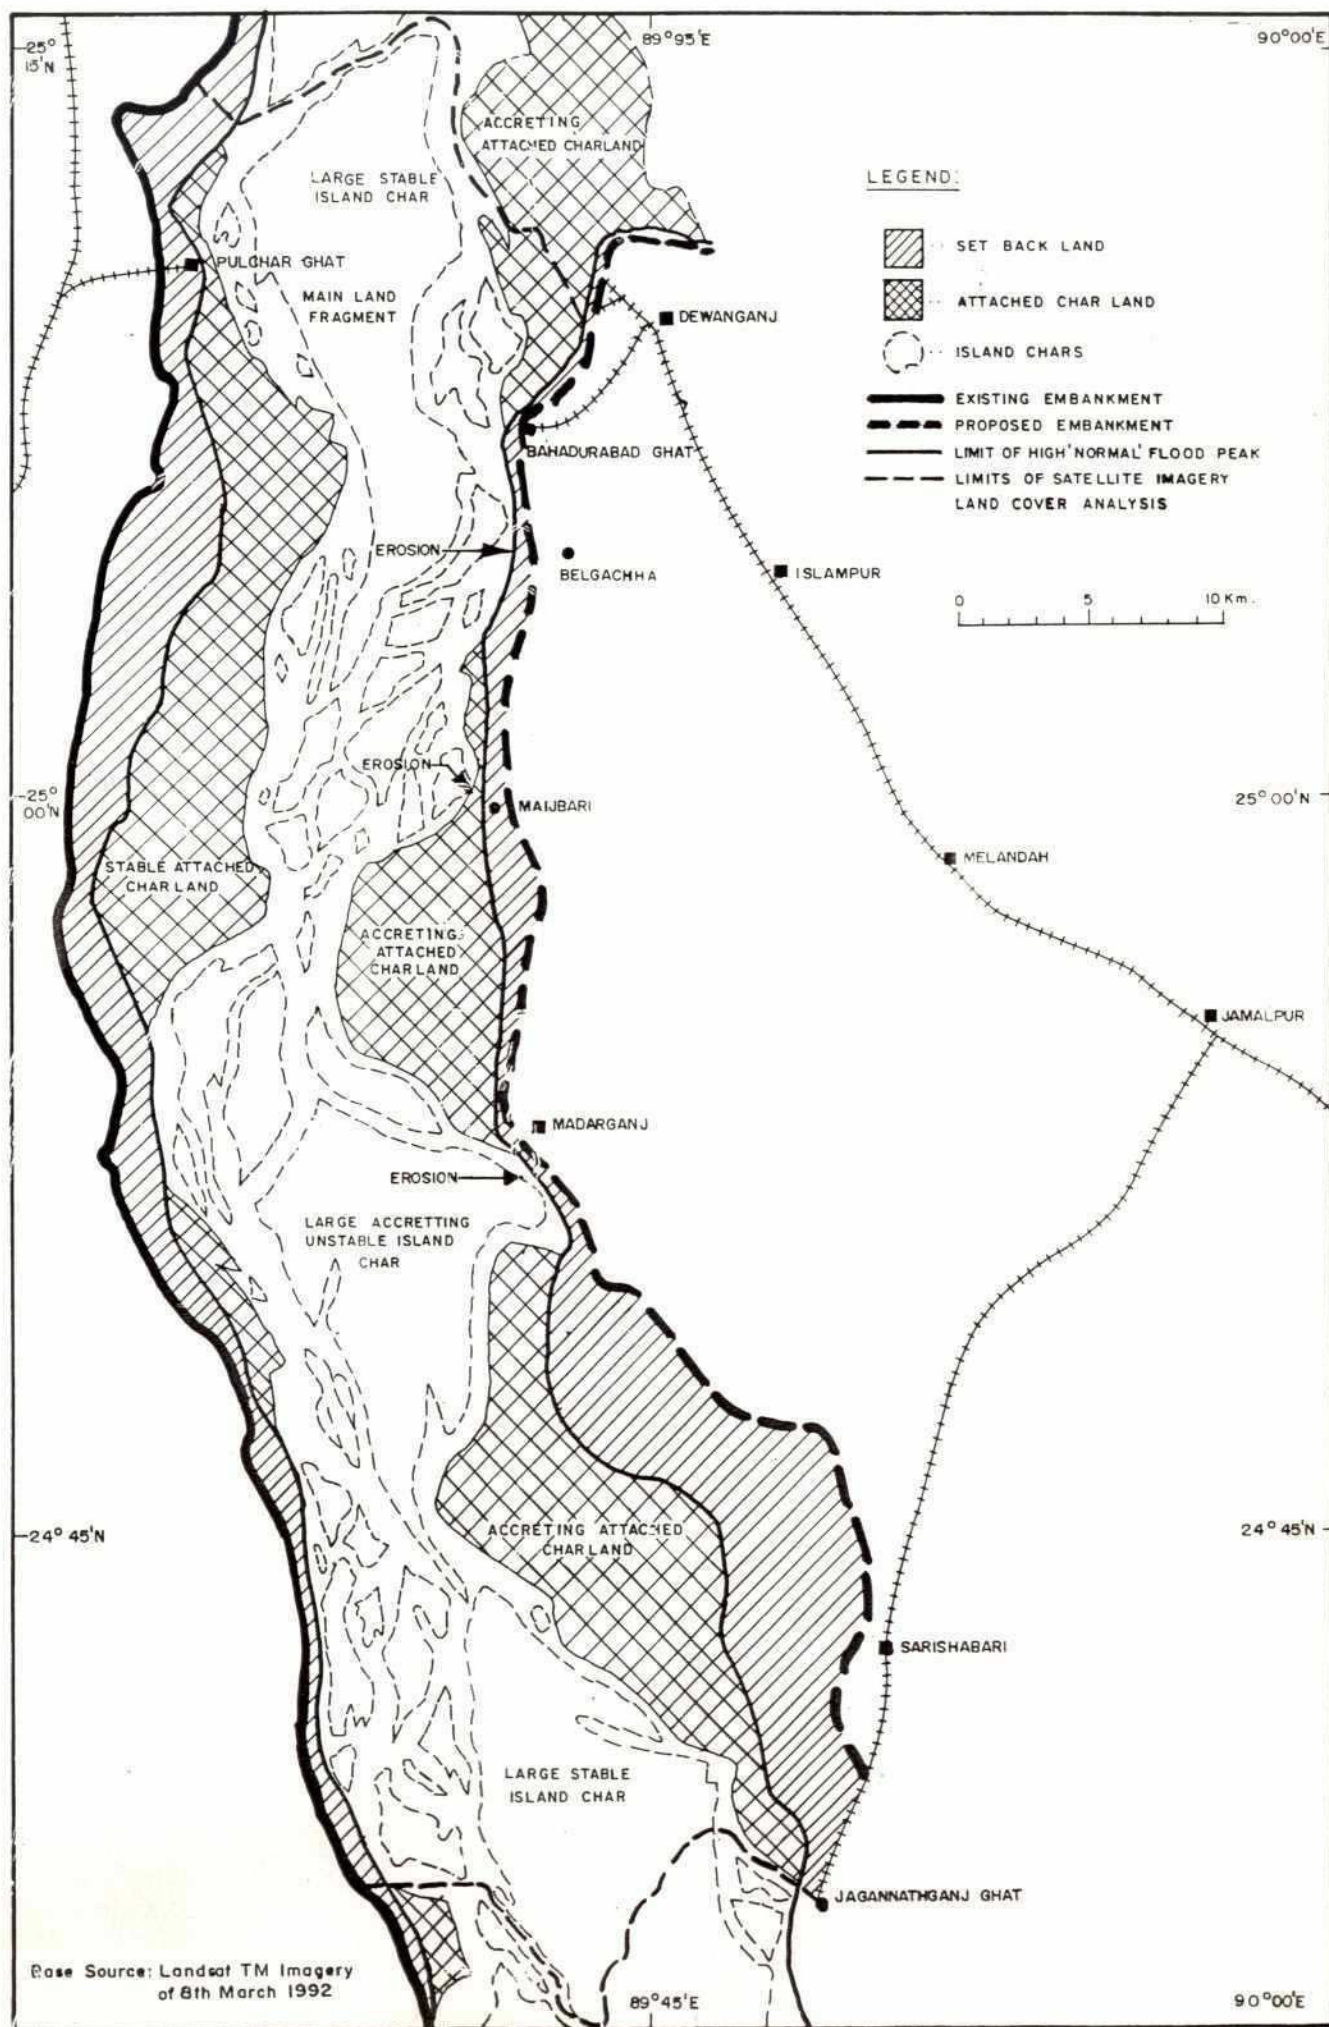 25°
15'N
89°95'E
90°00'E
ACCRETING
ATTACHED CHARLAND
LEGEND:
LARGE STABLE
ISLAND CHAR
SET BACK LAND
PULCHAR GHAT
MAIN LAND
FRAGMENT
ATTACHED CHAR LAND
DEWANGANJ
ISLAND CHARS
EXISTING EMBANKMENT
PROPOSED EMBANKMENT
BAHADURABAD GHAT
LIMIT OF HIGH 'NORMAL' FLOOD PEAK
LIMITS OF SATELLITE IMAGERY
LAND COVER ANALYSIS
EROSION
BELGACHHA
ISLAMPUR
0 5 10 Km.
EROSION
25°
00'N
MAIJBARI
25°00'N
MELANDAH
STABLE ATTACHED
CHAR LAND
ACCRETING
ATTACHED
CHARLAND
JAMALPUR
MADARGANJ
EROSION
LARGE ACCRETTING
UNSTABLE ISLAND
CHAR
24°45'N
ACCRETING ATTACHED
CHARLAND
24°45'N
SARISHABARI
LARGE STABLE
ISLAND CHAR
JAGANNATHGANJ GHAT
Base Source: Landsat TM Imagery
of 8th March 1992
89°45'E
90°00'E